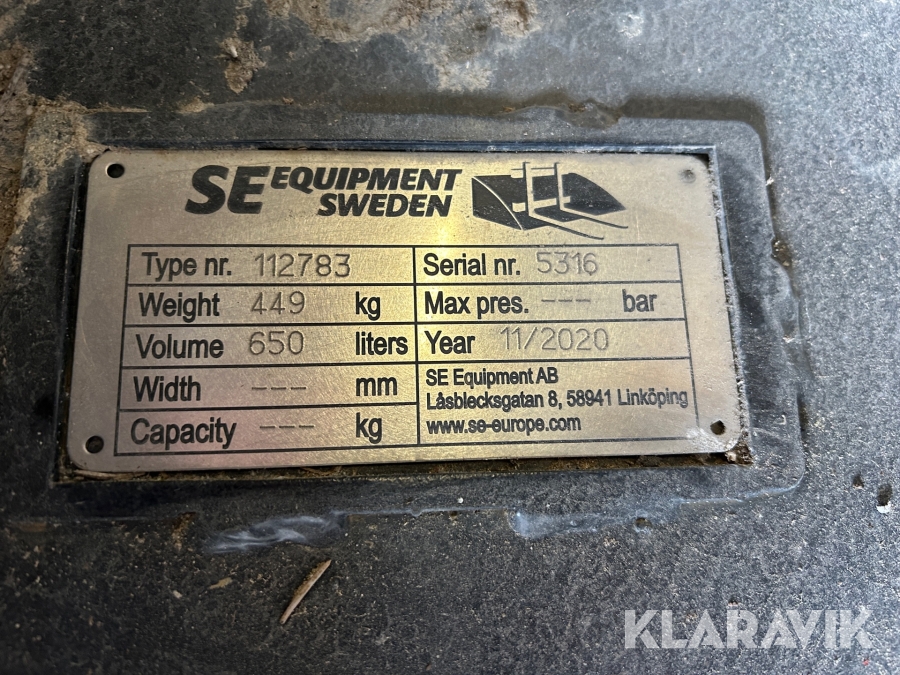 SE EQUIPMENT
SWEDEN
Type nr. 112783
Serial nr. 5316
Weight 449 kg
Max pres. --- bar
Volume 650 liters
Year 11/2020
Width --- mm
SE Equipment AB
Låsblecksgatan 8, 58941 Linköping
Capacity --- kg
www.se-europe.com
KLARAVIK